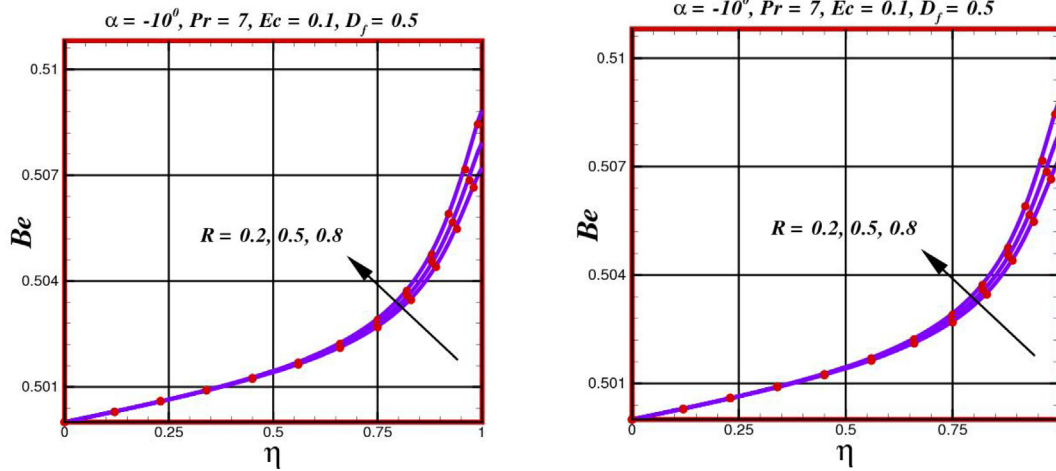 α = -10⁰, Pr = 7, Ec = 0.1, D_f = 0.5
0.51
0.507
0.504
0.501
Be
R = 0.2, 0.5, 0.8
0
0.25
0.5
0.75
1
η
α = -10⁰, Pr = 7, Ec = 0.1, D_f = 0.5
0.51
0.507
0.504
0.501
Be
R = 0.2, 0.5, 0.8
0
0.25
0.5
0.75
η